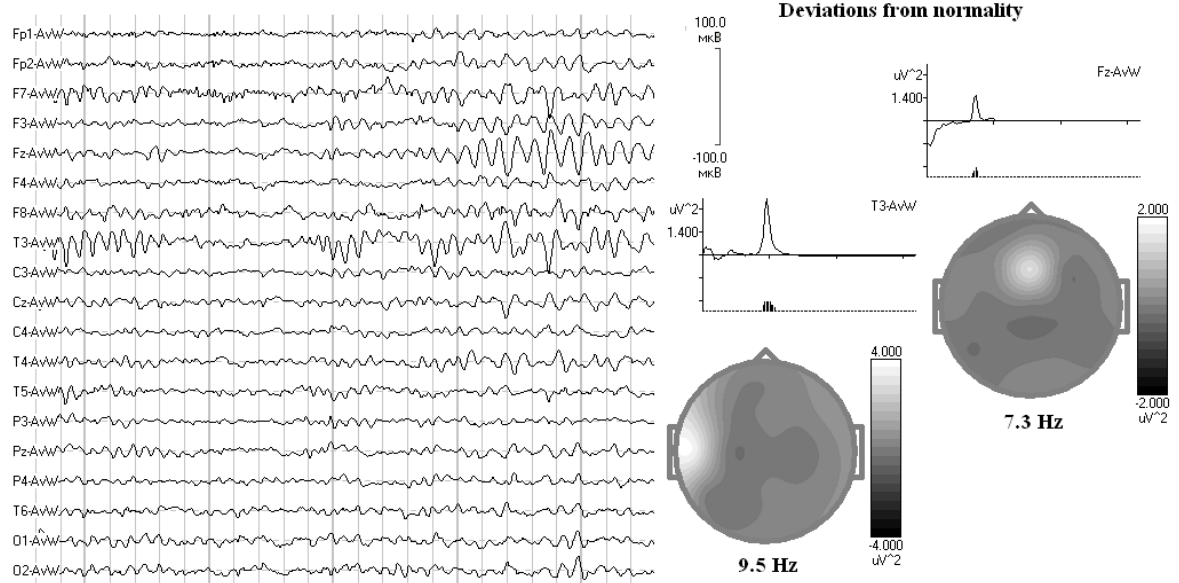 Deviations from normality
Fp1-AvW
Fp2-AvW
F7-AvW
F3-AvW
Fz-AvW
F4-AvW
F8-AvW
T3-AvW
C3-AvW
Cz-AvW
C4-AvW
T4-AvW
T5-AvW
P3-AvW
Pz-AvW
P4-AvW
T6-AvW
O1-AvW
O2-AvW
100.0
мкВ
-100.0
мкВ
uV^2
Fz-AvW
1.400
uV^2
T3-AvW
1.400
2.000
-2.000
uV^2
7.3 Hz
4.000
-4.000
uV^2
9.5 Hz